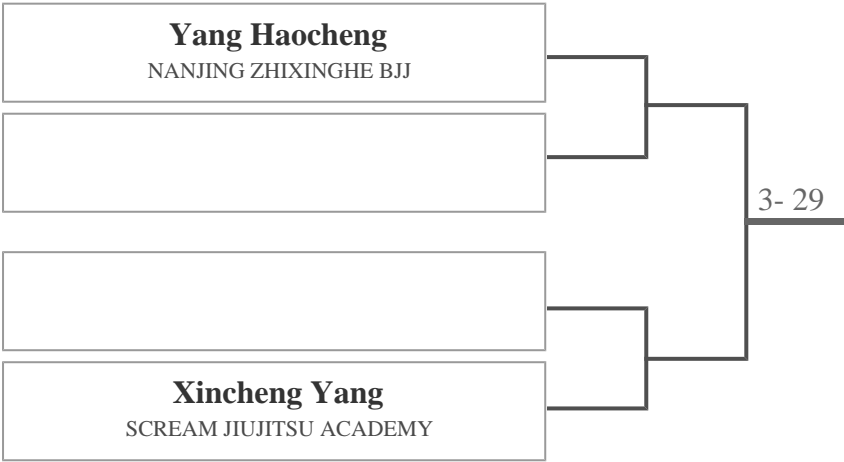 Yang Haocheng
NANJING ZHIXINGHE BJJ
3- 29
Xincheng Yang
SCREAM JIUJITSU ACADEMY